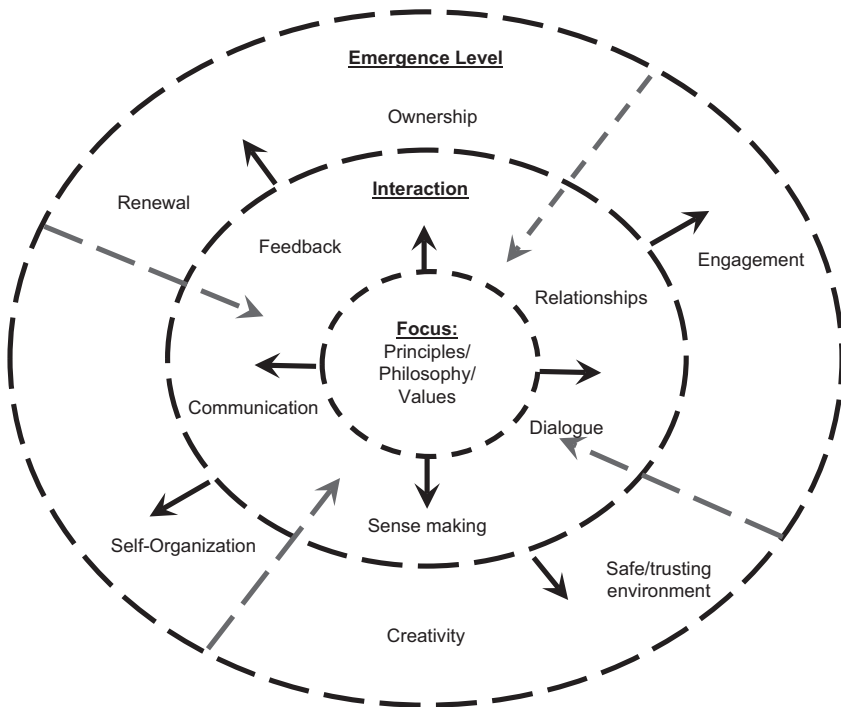 Emergence Level
Ownership
Renewal
Interaction
Feedback
Engagement
Relationships
Focus:
Principles/
Philosophy/
Values
Communication
Dialogue
Sense making
Self-Organization
Safe/trusting
environment
Creativity